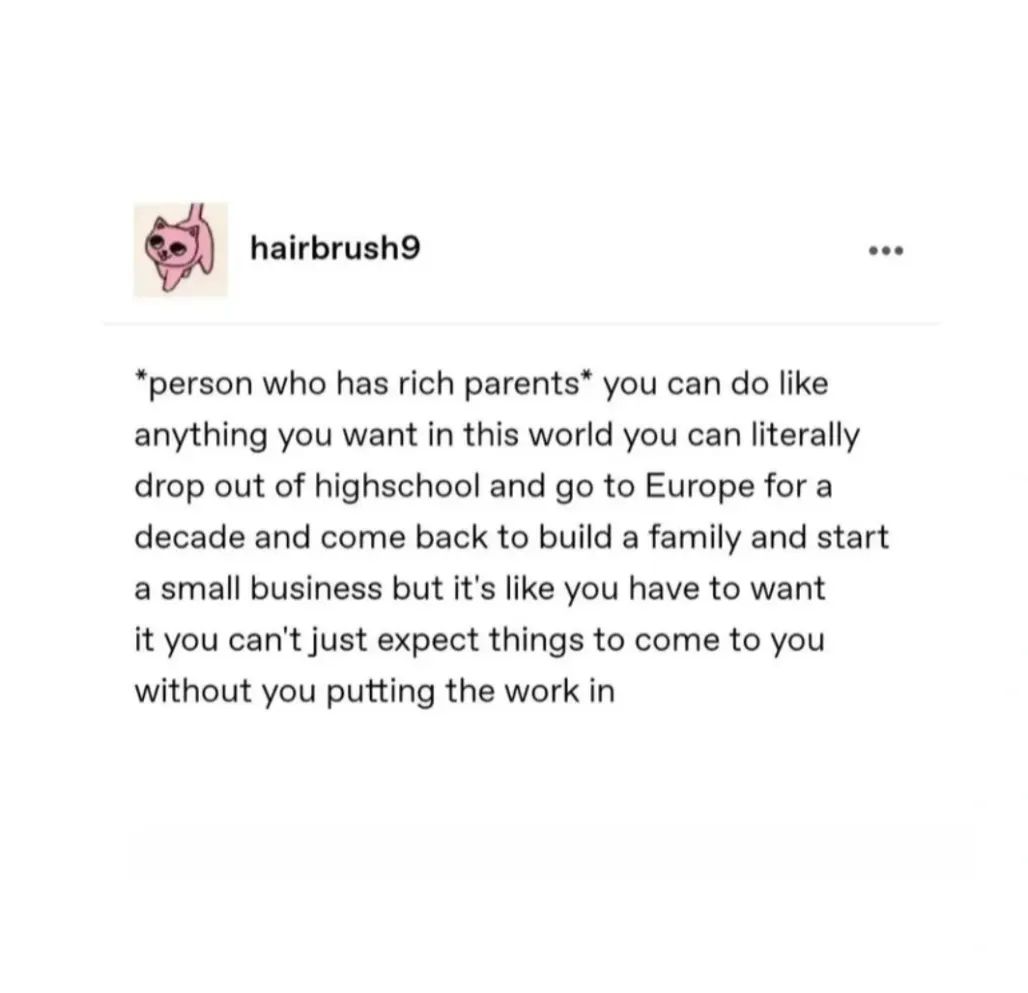 hairbrush9
*person who has rich parents* you can do like
anything you want in this world you can literally
drop out of highschool and go to Europe for a
decade and come back to build a family and start
a small business but it's like you have to want
it you can't just expect things to come to you
without you putting the work in